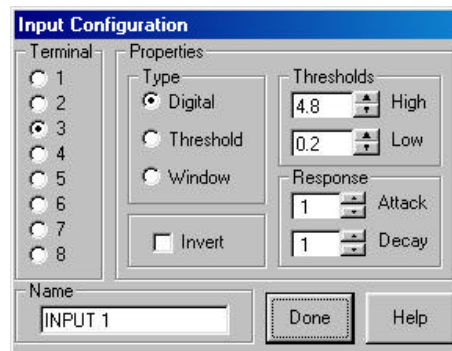 Input Configuration
Terminal
1
2
3
4
5
6
7
8
Properties
Type
Digital
Threshold
Window
Invert
Thresholds
4.8 High
0.2 Low
Response
1 Attack
1 Decay
Name
INPUT 1
Done
Help